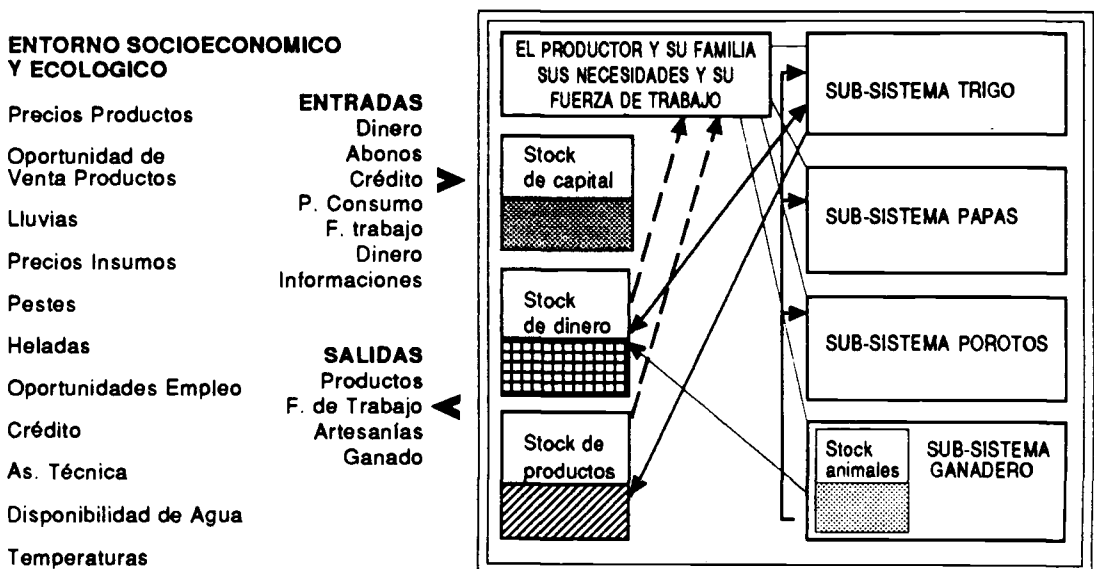 ENTORNO SOCIOECONOMICO
Y ECOLOGICO
Precios Productos
Oportunidad de
Venta Productos
Lluvias
Precios Insumos
Pestes
Heladas
Oportunidades Empleo
Crédito
As. Técnica
Disponibilidad de Agua
Temperaturas
ENTRADAS
Dinero
Abonos
Crédito
P. Consumo
F. trabajo
Dinero
Informaciones
SALIDAS
Productos
F. de Trabajo
Artesanías
Ganado
EL PRODUCTOR Y SU FAMILIA
SUS NECESIDADES Y SU
FUERZA DE TRABAJO
Stock
de capital
Stock
de dinero
Stock de
productos
SUB-SISTEMA TRIGO
SUB-SISTEMA PAPAS
SUB-SISTEMA POROTOS
Stock
animales
SUB-SISTEMA
GANADERO